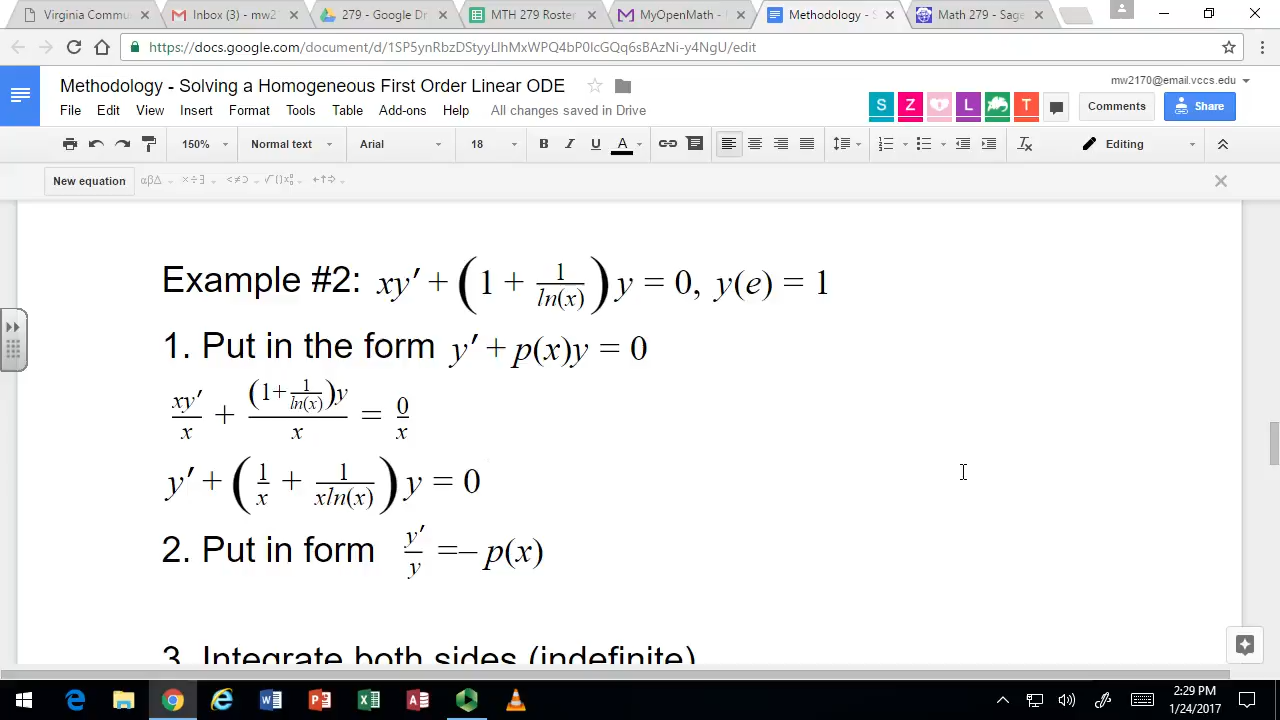 Virginia Commu
Inbox (3) - mw2
279 - Google Dr
MTH 279 Roster
MyOpenMath -
Methodology - S
Math 279 - Sage
https://docs.google.com/document/d/1SP5ynRbzDStyyLlhMxWPQ4bP0IcGQq6sBAzNi-y4NgU/edit
Methodology - Solving a Homogeneous First Order Linear ODE
mw2170@email.vccs.edu
File Edit View Insert Format Tools Table Add-ons Help All changes saved in Drive
S Z L T Comments Share
150% Normal text Arial 18 B I U A Editing
New equation αβΔ ×÷∃ <≠⊃ √()
Example #2: xy′ + (1 + 1/ln(x))y = 0, y(e) = 1
1. Put in the form y′ + p(x)y = 0
xy′/x + (1+1/ln(x))y/x = 0/x
y′ + (1/x + 1/xln(x))y = 0
2. Put in form y′/y =– p(x)
3. Integrate both sides (indefinite)
2:29 PM
1/24/2017